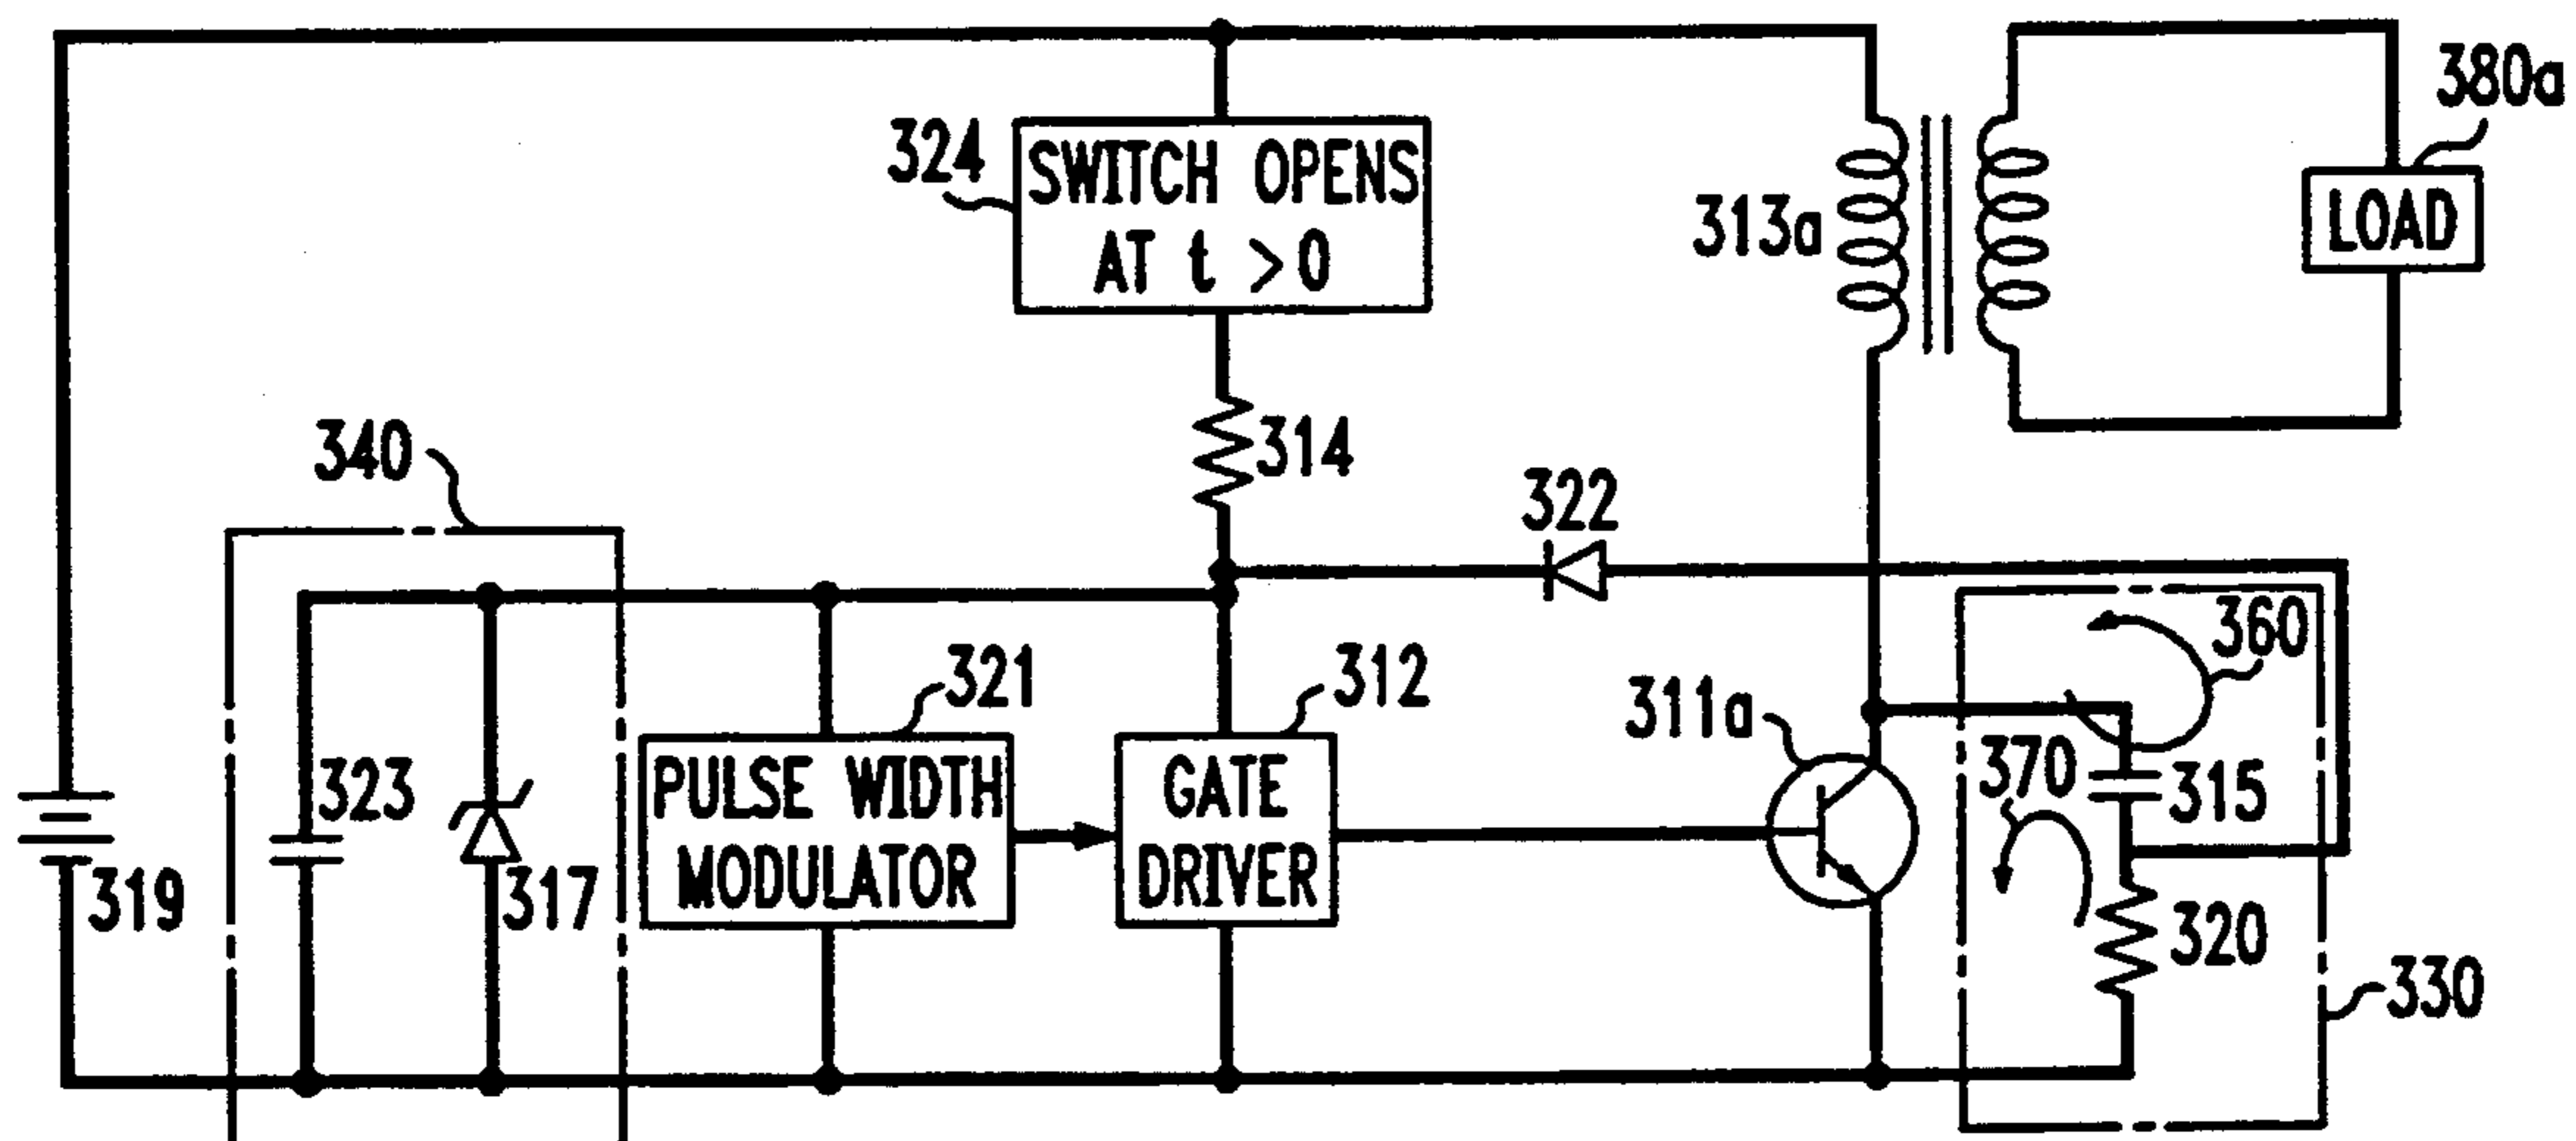 380a
324
SWITCH OPENS
AT t >0
313a
LOAD
340
314
322
360
321
312
311a
370
323
PULSE WIDTH
MODULATOR
GATE
DRIVER
315
319
317
320
330